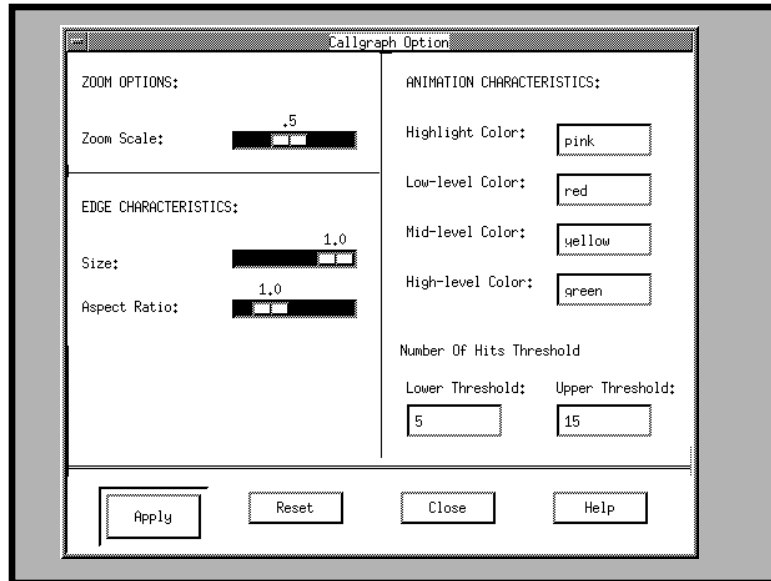 Callgraph Option
ZOOM OPTIONS:
.5
Zoom Scale:
EDGE CHARACTERISTICS:
1.0
Size:
1.0
Aspect Ratio:
ANIMATION CHARACTERISTICS:
Highlight Color: pink
Low-level Color: red
Mid-level Color: yellow
High-level Color: green
Number Of Hits Threshold
Lower Threshold: Upper Threshold:
5 15
Apply Reset Close Help